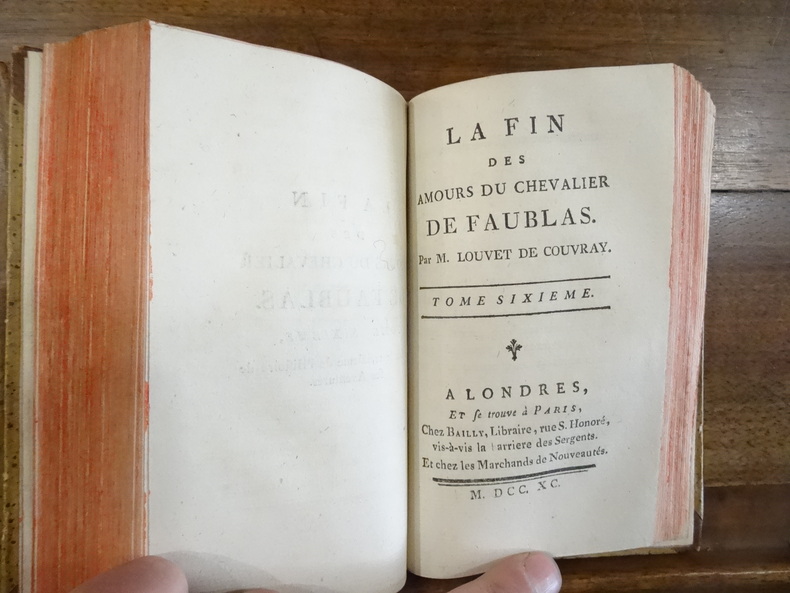 LA FIN
DES
AMOURS DU CHEVALIER
DE FAUBLAS.
Par M. LOUVET DE COUVRAY.
TOME SIXIEME.
A LONDRES,
ET se trouve à PARIS,
Chez BAILLY, Libraire, rue S. Honoré,
vis-à-vis la barriere des Sergents.
Et chez les Marchands de Nouveautés.
M. DCC. XC.